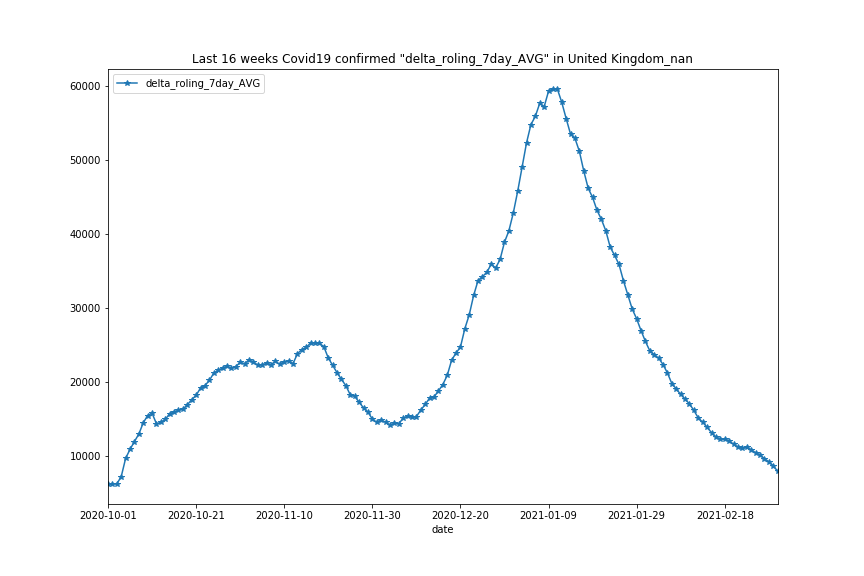 Last 16 weeks Covid19 confirmed "delta_roling_7day_AVG" in United Kingdom_nan
delta_roling_7day_AVG
60000
50000
40000
30000
20000
10000
2020-10-01 2020-10-21 2020-11-10 2020-11-30 2020-12-20 2021-01-09 2021-01-29 2021-02-18
date